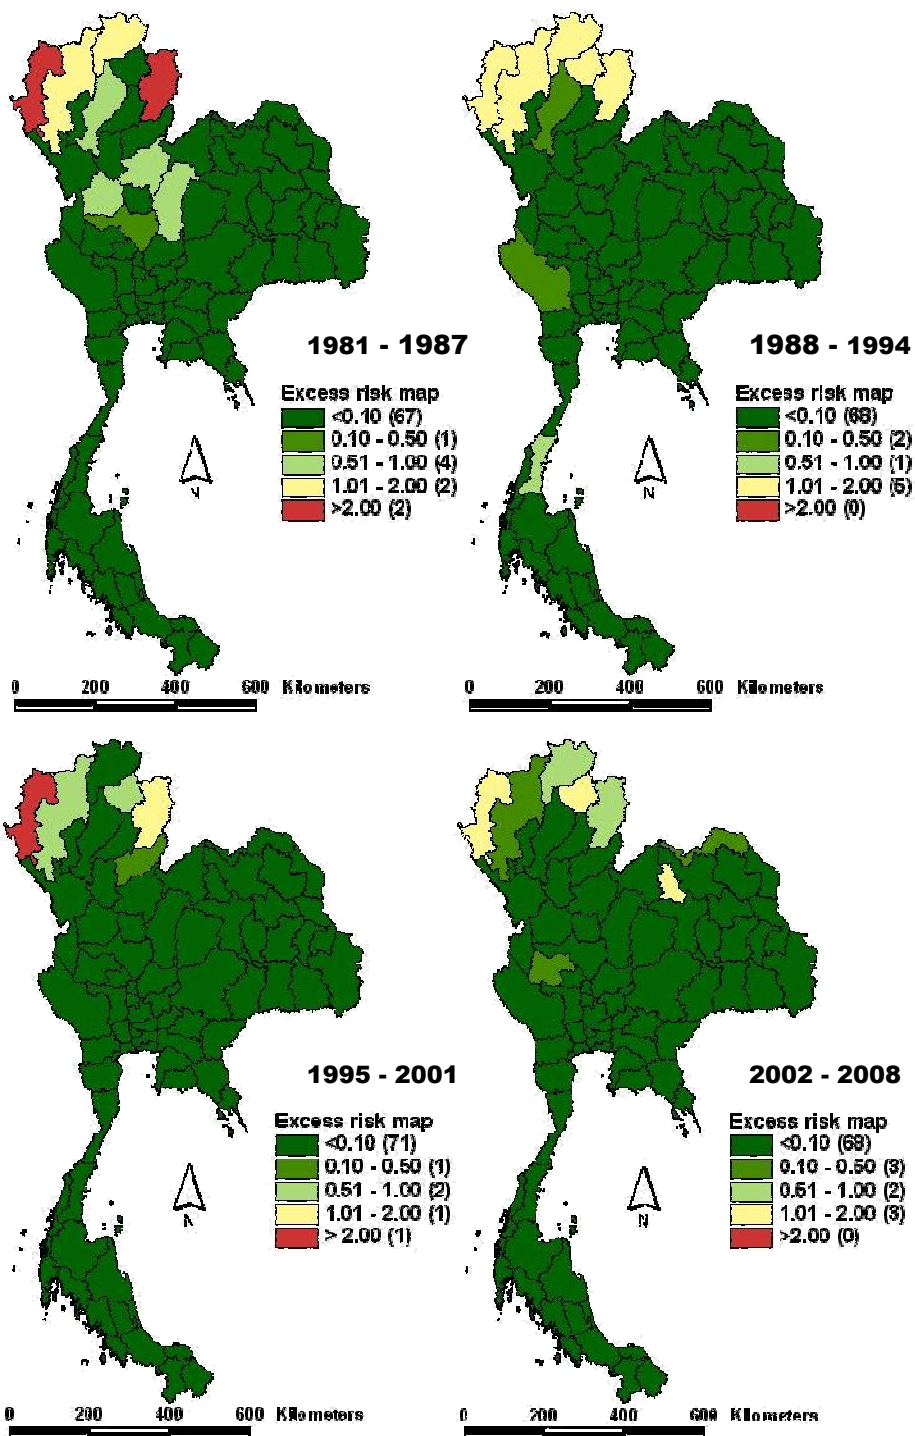 1981 - 1987
Excess risk map
<0.10 (67)
0.10 - 0.50 (1)
0.51 - 1.00 (4)
1.01 - 2.00 (2)
>2.00 (2)
N
0 200 400 600 Kilometers
1988 - 1994
Excess risk map
<0.10 (68)
0.10 - 0.50 (2)
0.51 - 1.00 (1)
1.01 - 2.00 (5)
>2.00 (0)
N
0 200 400 600 Kilometers
1995 - 2001
Excess risk map
<0.10 (71)
0.10 - 0.50 (1)
0.51 - 1.00 (2)
1.01 - 2.00 (1)
> 2.00 (1)
N
0 200 400 600 Kilometers
2002 - 2008
Excess risk map
<0.10 (68)
0.10 - 0.50 (3)
0.51 - 1.00 (2)
1.01 - 2.00 (3)
>2.00 (0)
N
0 200 400 600 Kilometers